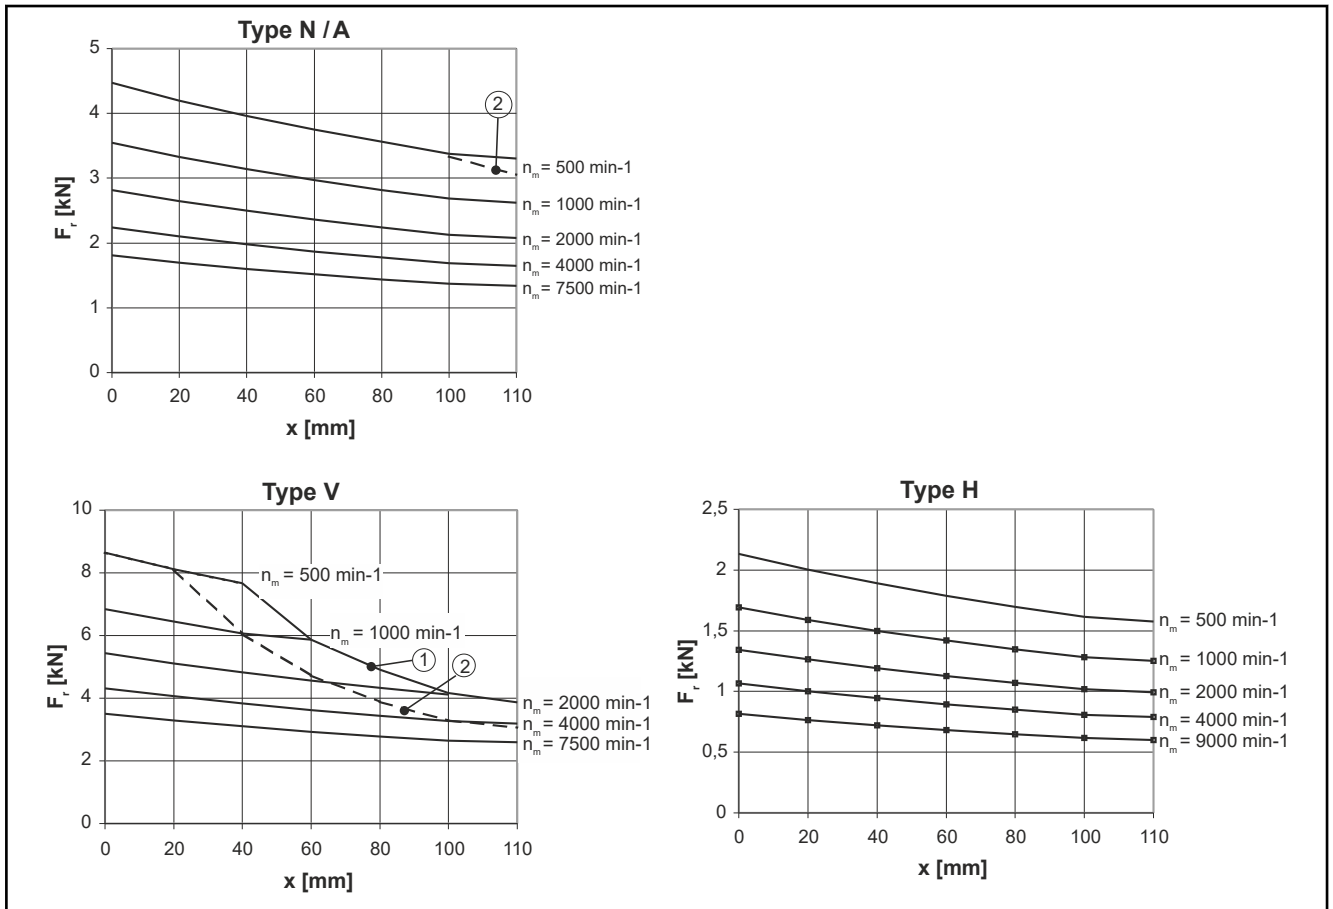 Type N / A
5
4
3
2
1
0
F_r [kN]
0 20 40 60 80 100 110
x [mm]
②
n_m = 500 min-1
n_m = 1000 min-1
n_m = 2000 min-1
n_m = 4000 min-1
n_m = 7500 min-1
Type V
10
8
6
4
2
0
F_r [kN]
0 20 40 60 80 100 110
x [mm]
n_m = 500 min-1
n_m = 1000 min-1
①
②
n_m = 2000 min-1
n_m = 4000 min-1
n_m = 7500 min-1
Type H
2,5
2
1,5
1
0,5
0
F_r [kN]
0 20 40 60 80 100 110
x [mm]
n_m = 500 min-1
n_m = 1000 min-1
n_m = 2000 min-1
n_m = 4000 min-1
n_m = 9000 min-1